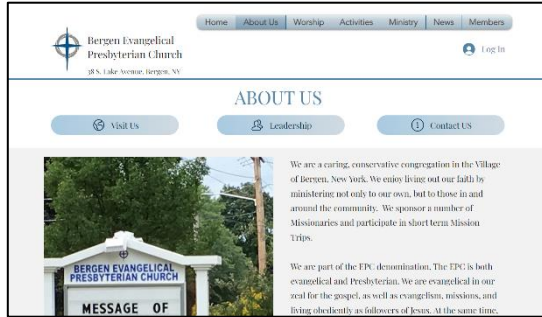 Home About Us Worship Activities Ministry News Members
Bergen Evangelical
Presbyterian Church
38 S. Lake Avenue, Bergen, NY
Log In
ABOUT US
Visit Us
Leadership
Contact US
We are a caring, conservative congregation in the Village
of Bergen, New York. We enjoy living out our faith by
ministering not only to our own, but to those in and
around the community. We sponsor a number of
Missionaries and participate in short term Mission
Trips.
We are part of the EPC denomination. The EPC is both
evangelical and Presbyterian. We are evangelical in our
zeal for the gospel, as well as evangelism, missions, and
living obediently as followers of Jesus. At the same time,
BERGEN EVANGELICAL
PRESBYTERIAN CHURCH
MESSAGE OF